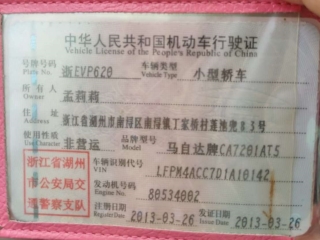 中华人民共和国机动车行驶证
Vehicle License of the People's Republic of China
号牌号码 浙EVP620 车辆类型 小型轿车
Plate No. Vehicle Type
所有人 孟莉莉
Owner
住址 浙江省湖州市南浔区南浔镇丁家桥村蓬池兜83号
Address
使用性质 非营运 品牌型号 马自达牌CA7201AT5
Use Character Model
浙江省湖州市公安局交通警察支队
车辆识别代号 LFPM4ACC7D1A10142
VIN
发动机号码 80534002
Engine No.
注册日期 2013-03-26 发证日期 2013-03-26
Register Date Issue Date